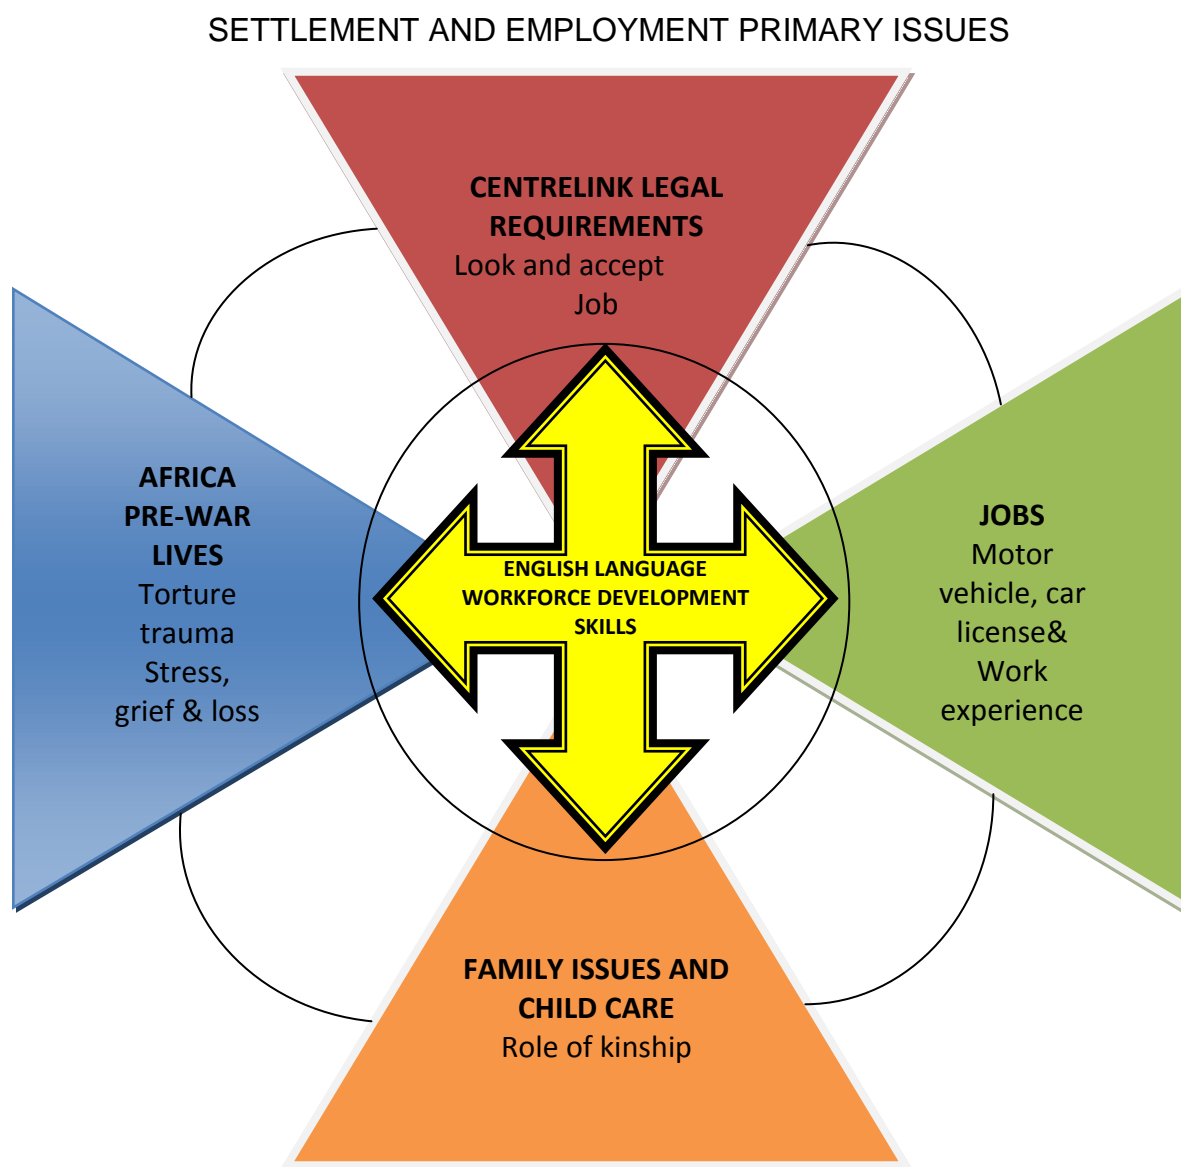 SETTLEMENT AND EMPLOYMENT PRIMARY ISSUES
CENTRELINK LEGAL
REQUIREMENTS
Look and accept
Job
AFRICA
PRE-WAR
LIVES
Torture
trauma
Stress,
grief & loss
ENGLISH LANGUAGE
WORKFORCE DEVELOPMENT
SKILLS
JOBS
Motor
vehicle, car
license&
Work
experience
FAMILY ISSUES AND
CHILD CARE
Role of kinship